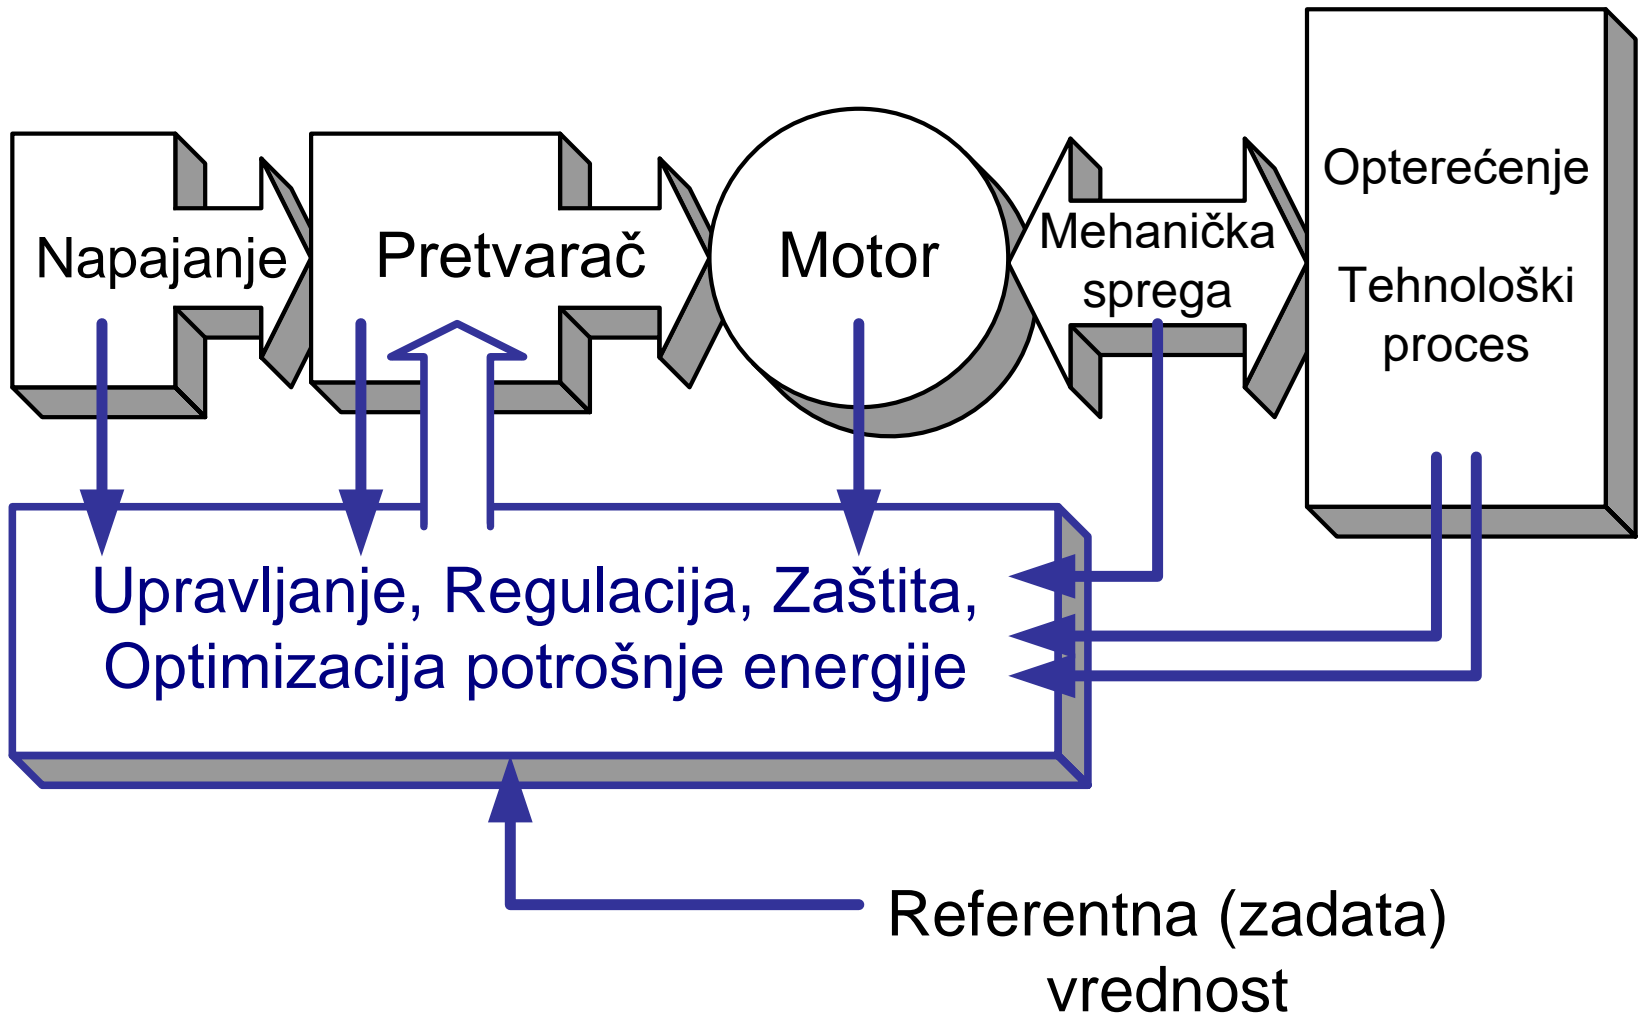 Napajanje
Pretvarač
Motor
Mehanička
sprega
Opterećenje
Tehnološki
proces
Upravljanje, Regulacija, Zaštita,
Optimizacija potrošnje energije
Referentna (zadata)
vrednost